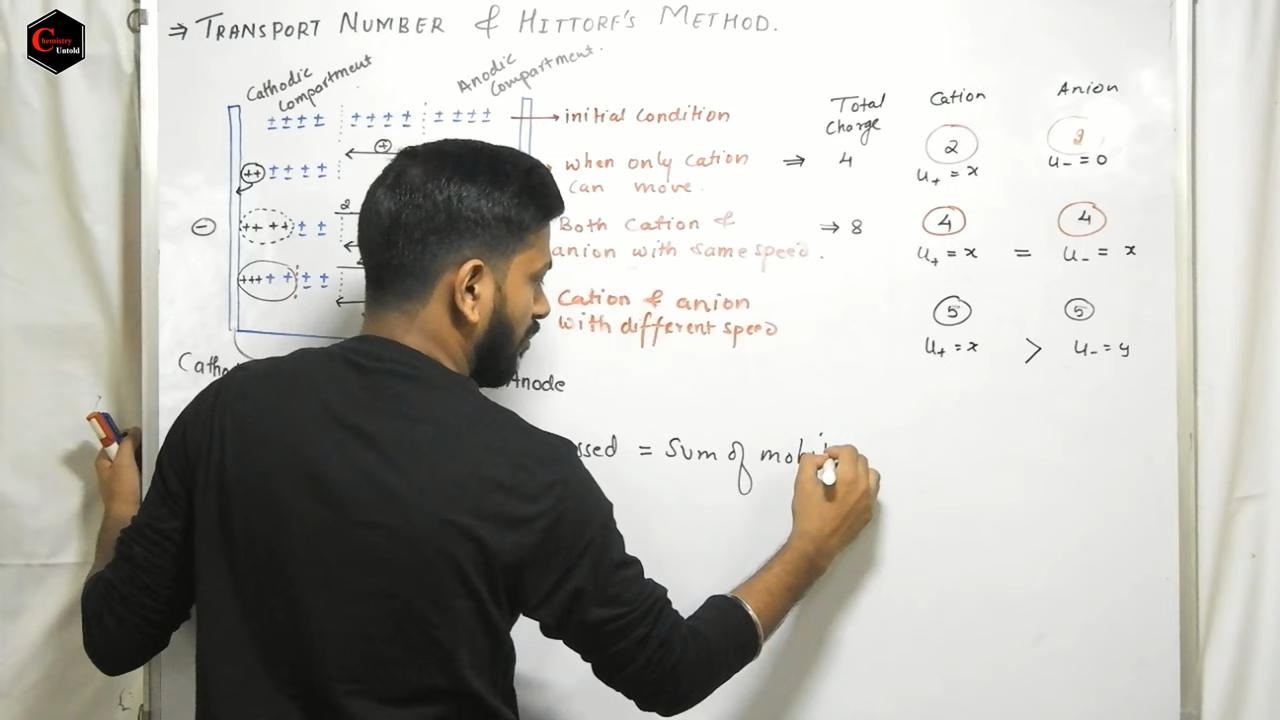 Chemistry
Untold
⇒ TRANSPORT NUMBER & HITTORF'S METHOD.
Cathodic
Compartment
Anodic
Compartment.
± ± ± ± ± ± ± ± ± ± ± ± → initial condition
Total
Charge
Cation
Anion
++ ± ± ± ± +
when only cation
can move.
⇒ 4
2
2
u₊ = x
u₋ = 0
⊖
++ ++ ± ± 2
Both Cation &
anion with same speed.
→ 8
4
4
u₊ = x = u₋ = x
+++ + + ± ±
Cation & anion
with different speed
5
5
u₊ = x > u₋ = y
Anode
= Sum of